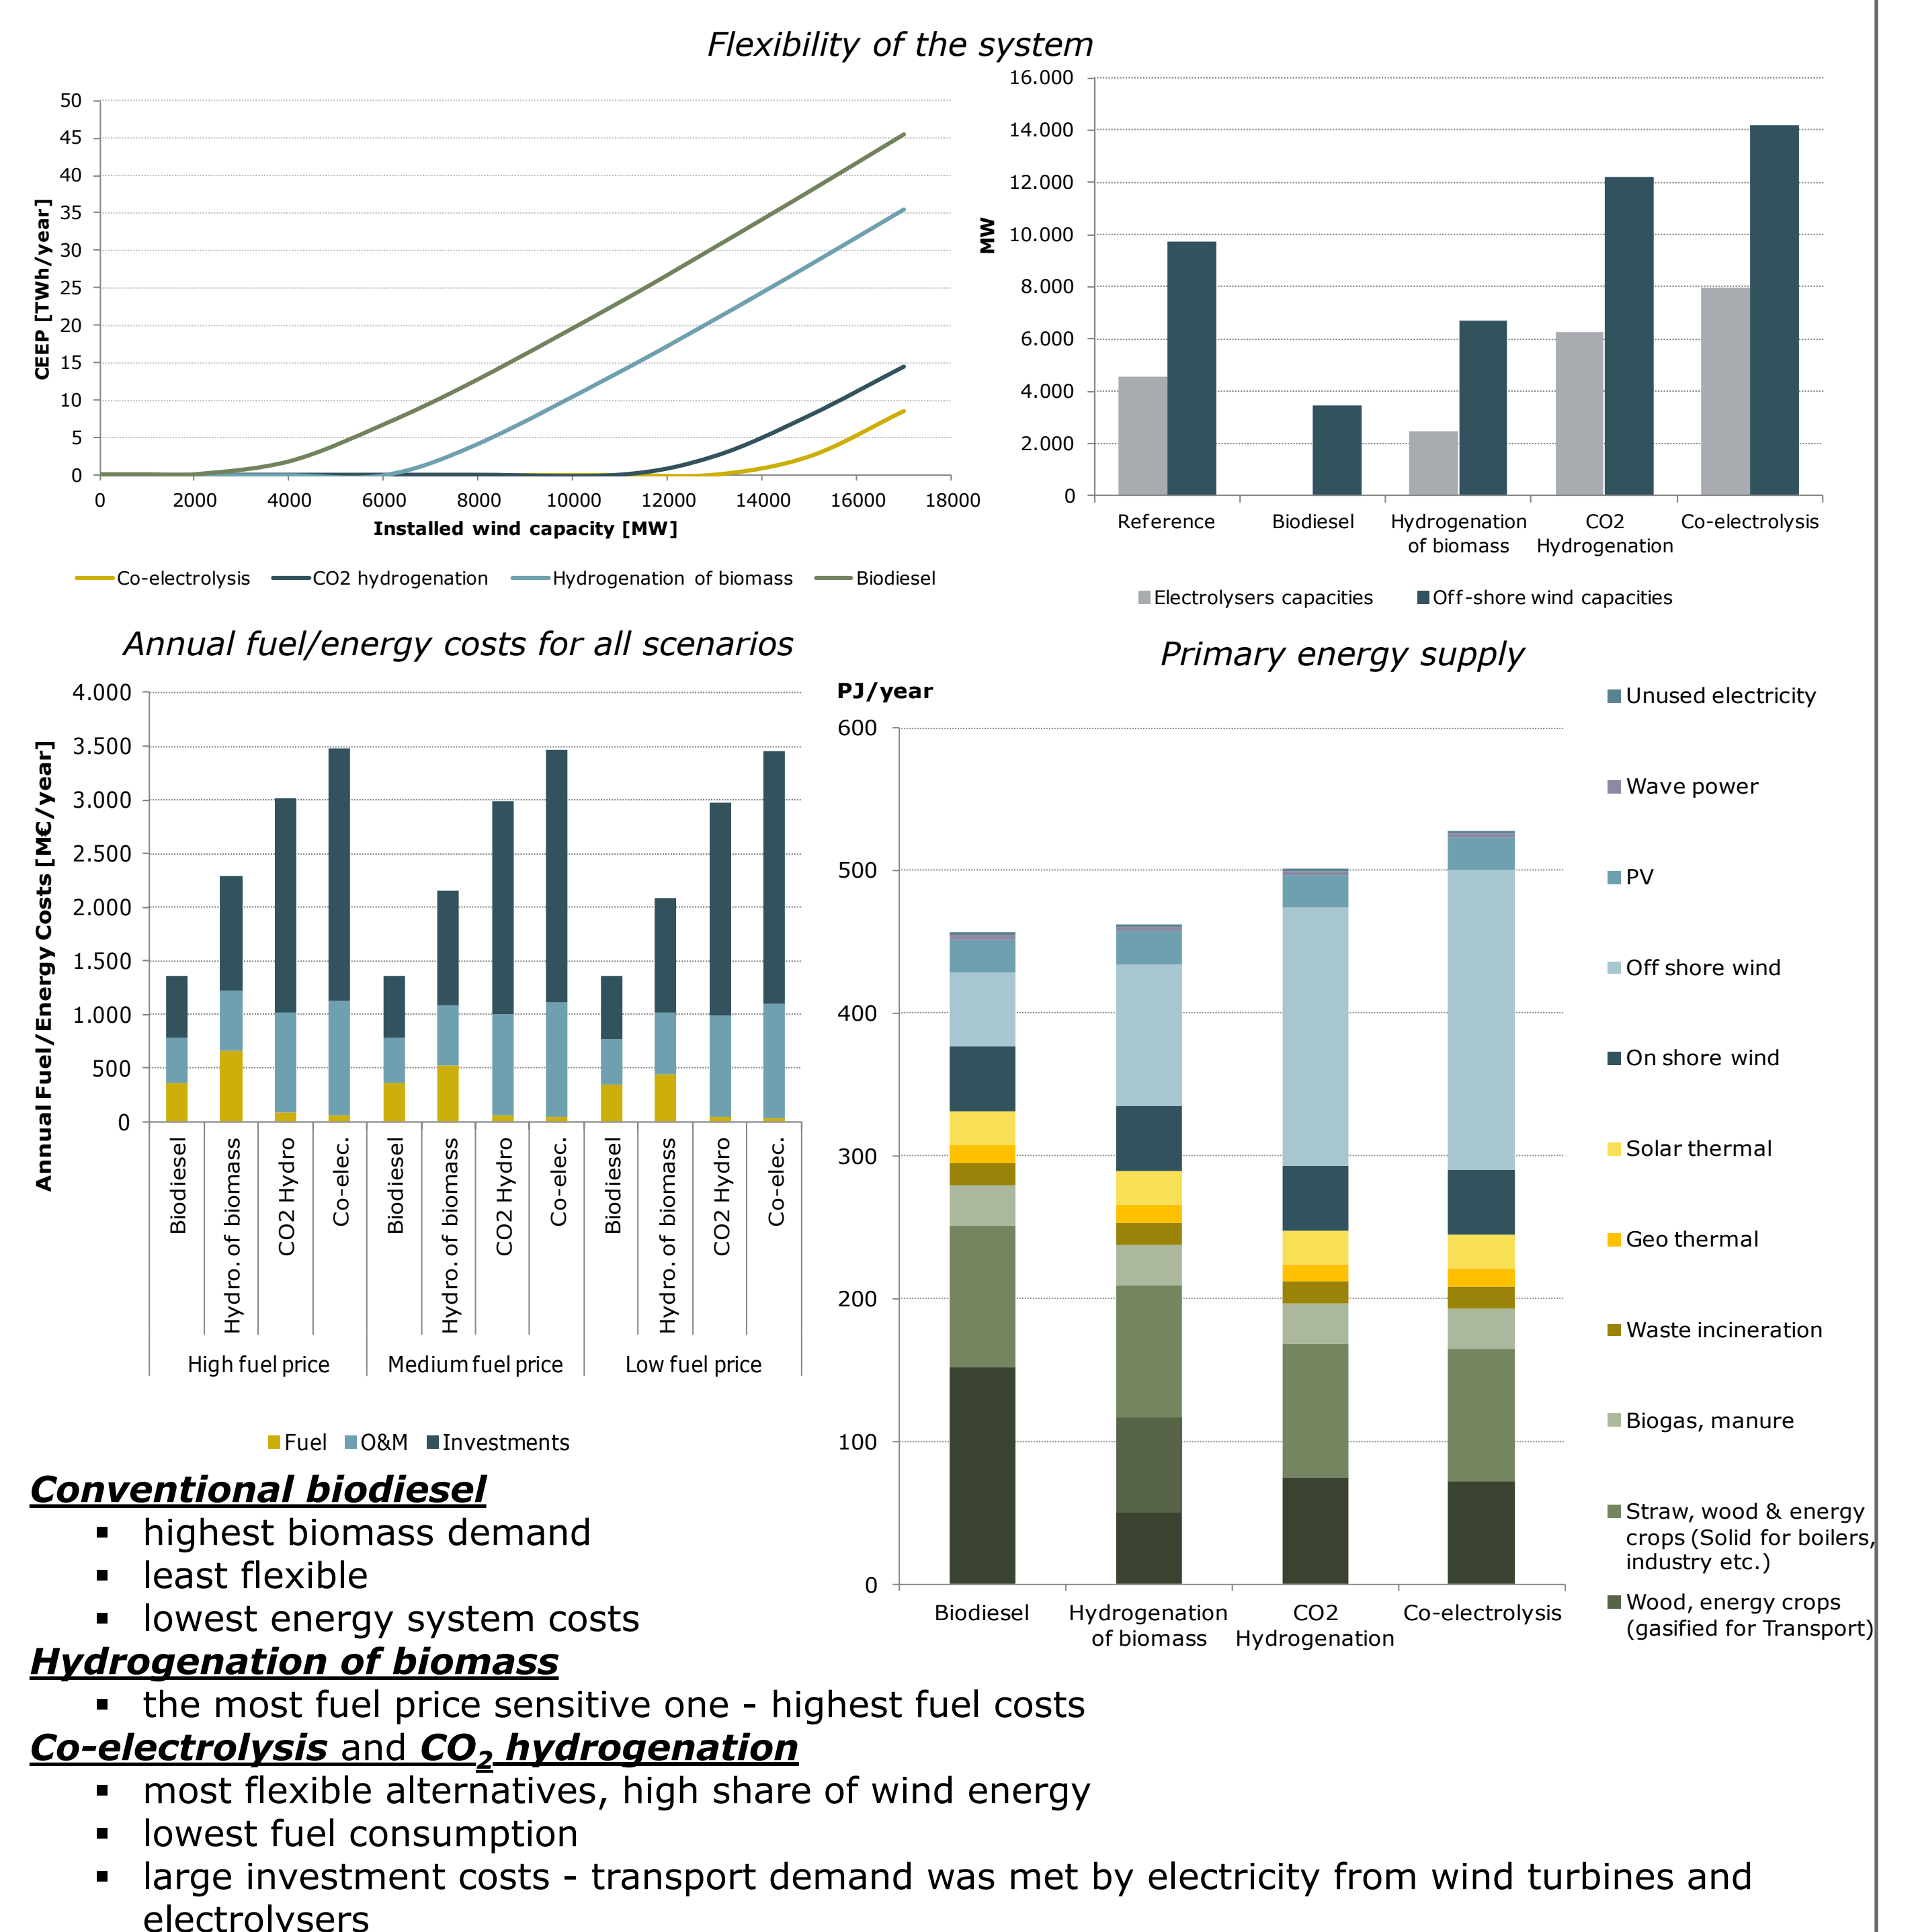 Flexibility of the system
50
45
40
35
30
25
20
15
10
5
0
CEEP [TWh/year]
0 2000 4000 6000 8000 10000 12000 14000 16000 18000
Installed wind capacity [MW]
Co-electrolysis CO2 hydrogenation Hydrogenation of biomass Biodiesel
16.000
14.000
12.000
10.000
8.000
6.000
4.000
2.000
0
MW
Reference Biodiesel Hydrogenation CO2 Co-electrolysis
of biomass Hydrogenation
Electrolysers capacities Off-shore wind capacities
Annual fuel/energy costs for all scenarios
4.000
3.500
3.000
2.500
2.000
1.500
1.000
500
0
Annual Fuel/Energy Costs [M€/year]
Biodiesel
Hydro. of biomass
CO2 Hydro
Co-elec.
Biodiesel
Hydro. of biomass
CO2 Hydro
Co-elec.
Biodiesel
Hydro. of biomass
CO2 Hydro
Co-elec.
High fuel price Medium fuel price Low fuel price
Fuel O&M Investments
Primary energy supply
PJ/year
600
500
400
300
200
100
0
Biodiesel Hydrogenation CO2 Co-electrolysis
of biomass Hydrogenation
Unused electricity
Wave power
PV
Off shore wind
On shore wind
Solar thermal
Geo thermal
Waste incineration
Biogas, manure
Straw, wood & energy
crops (Solid for boilers,
industry etc.)
Wood, energy crops
(gasified for Transport)
Conventional biodiesel
▪ highest biomass demand
▪ least flexible
▪ lowest energy system costs
Hydrogenation of biomass
▪ the most fuel price sensitive one - highest fuel costs
Co-electrolysis and CO2 hydrogenation
▪ most flexible alternatives, high share of wind energy
▪ lowest fuel consumption
▪ large investment costs - transport demand was met by electricity from wind turbines and
electrolysers